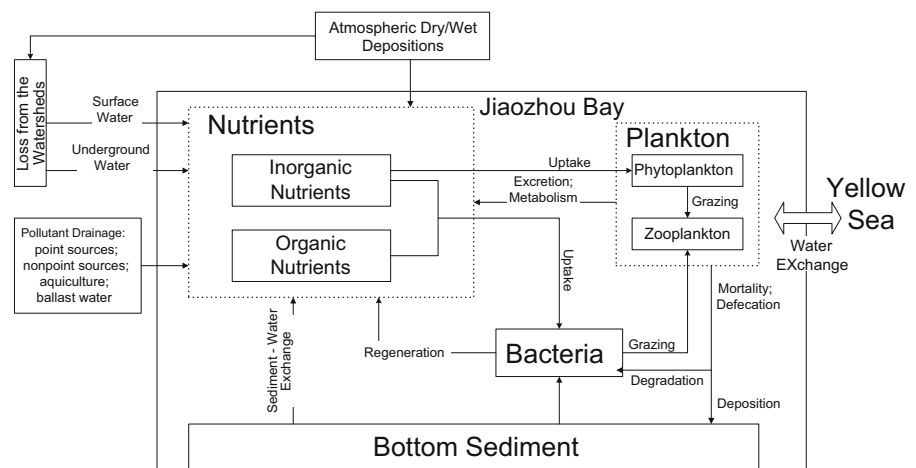 Atmospheric Dry/Wet
Depositions
Loss from the
Watersheds
Surface
Water
Underground
Water
Pollutant Drainage:
point sources;
nonpoint sources;
aquiculture;
ballast water
Jiaozhou Bay
Nutrients
Inorganic
Nutrients
Organic
Nutrients
Uptake
Excretion;
Metabolism
Plankton
Phytoplankton
Grazing
Zooplankton
Yellow
Sea
Water
EXchange
Mortality;
Defecation
Uptake
Sediment - Water
Exchange
Regeneration
Bacteria
Grazing
Degradation
Deposition
Bottom Sediment